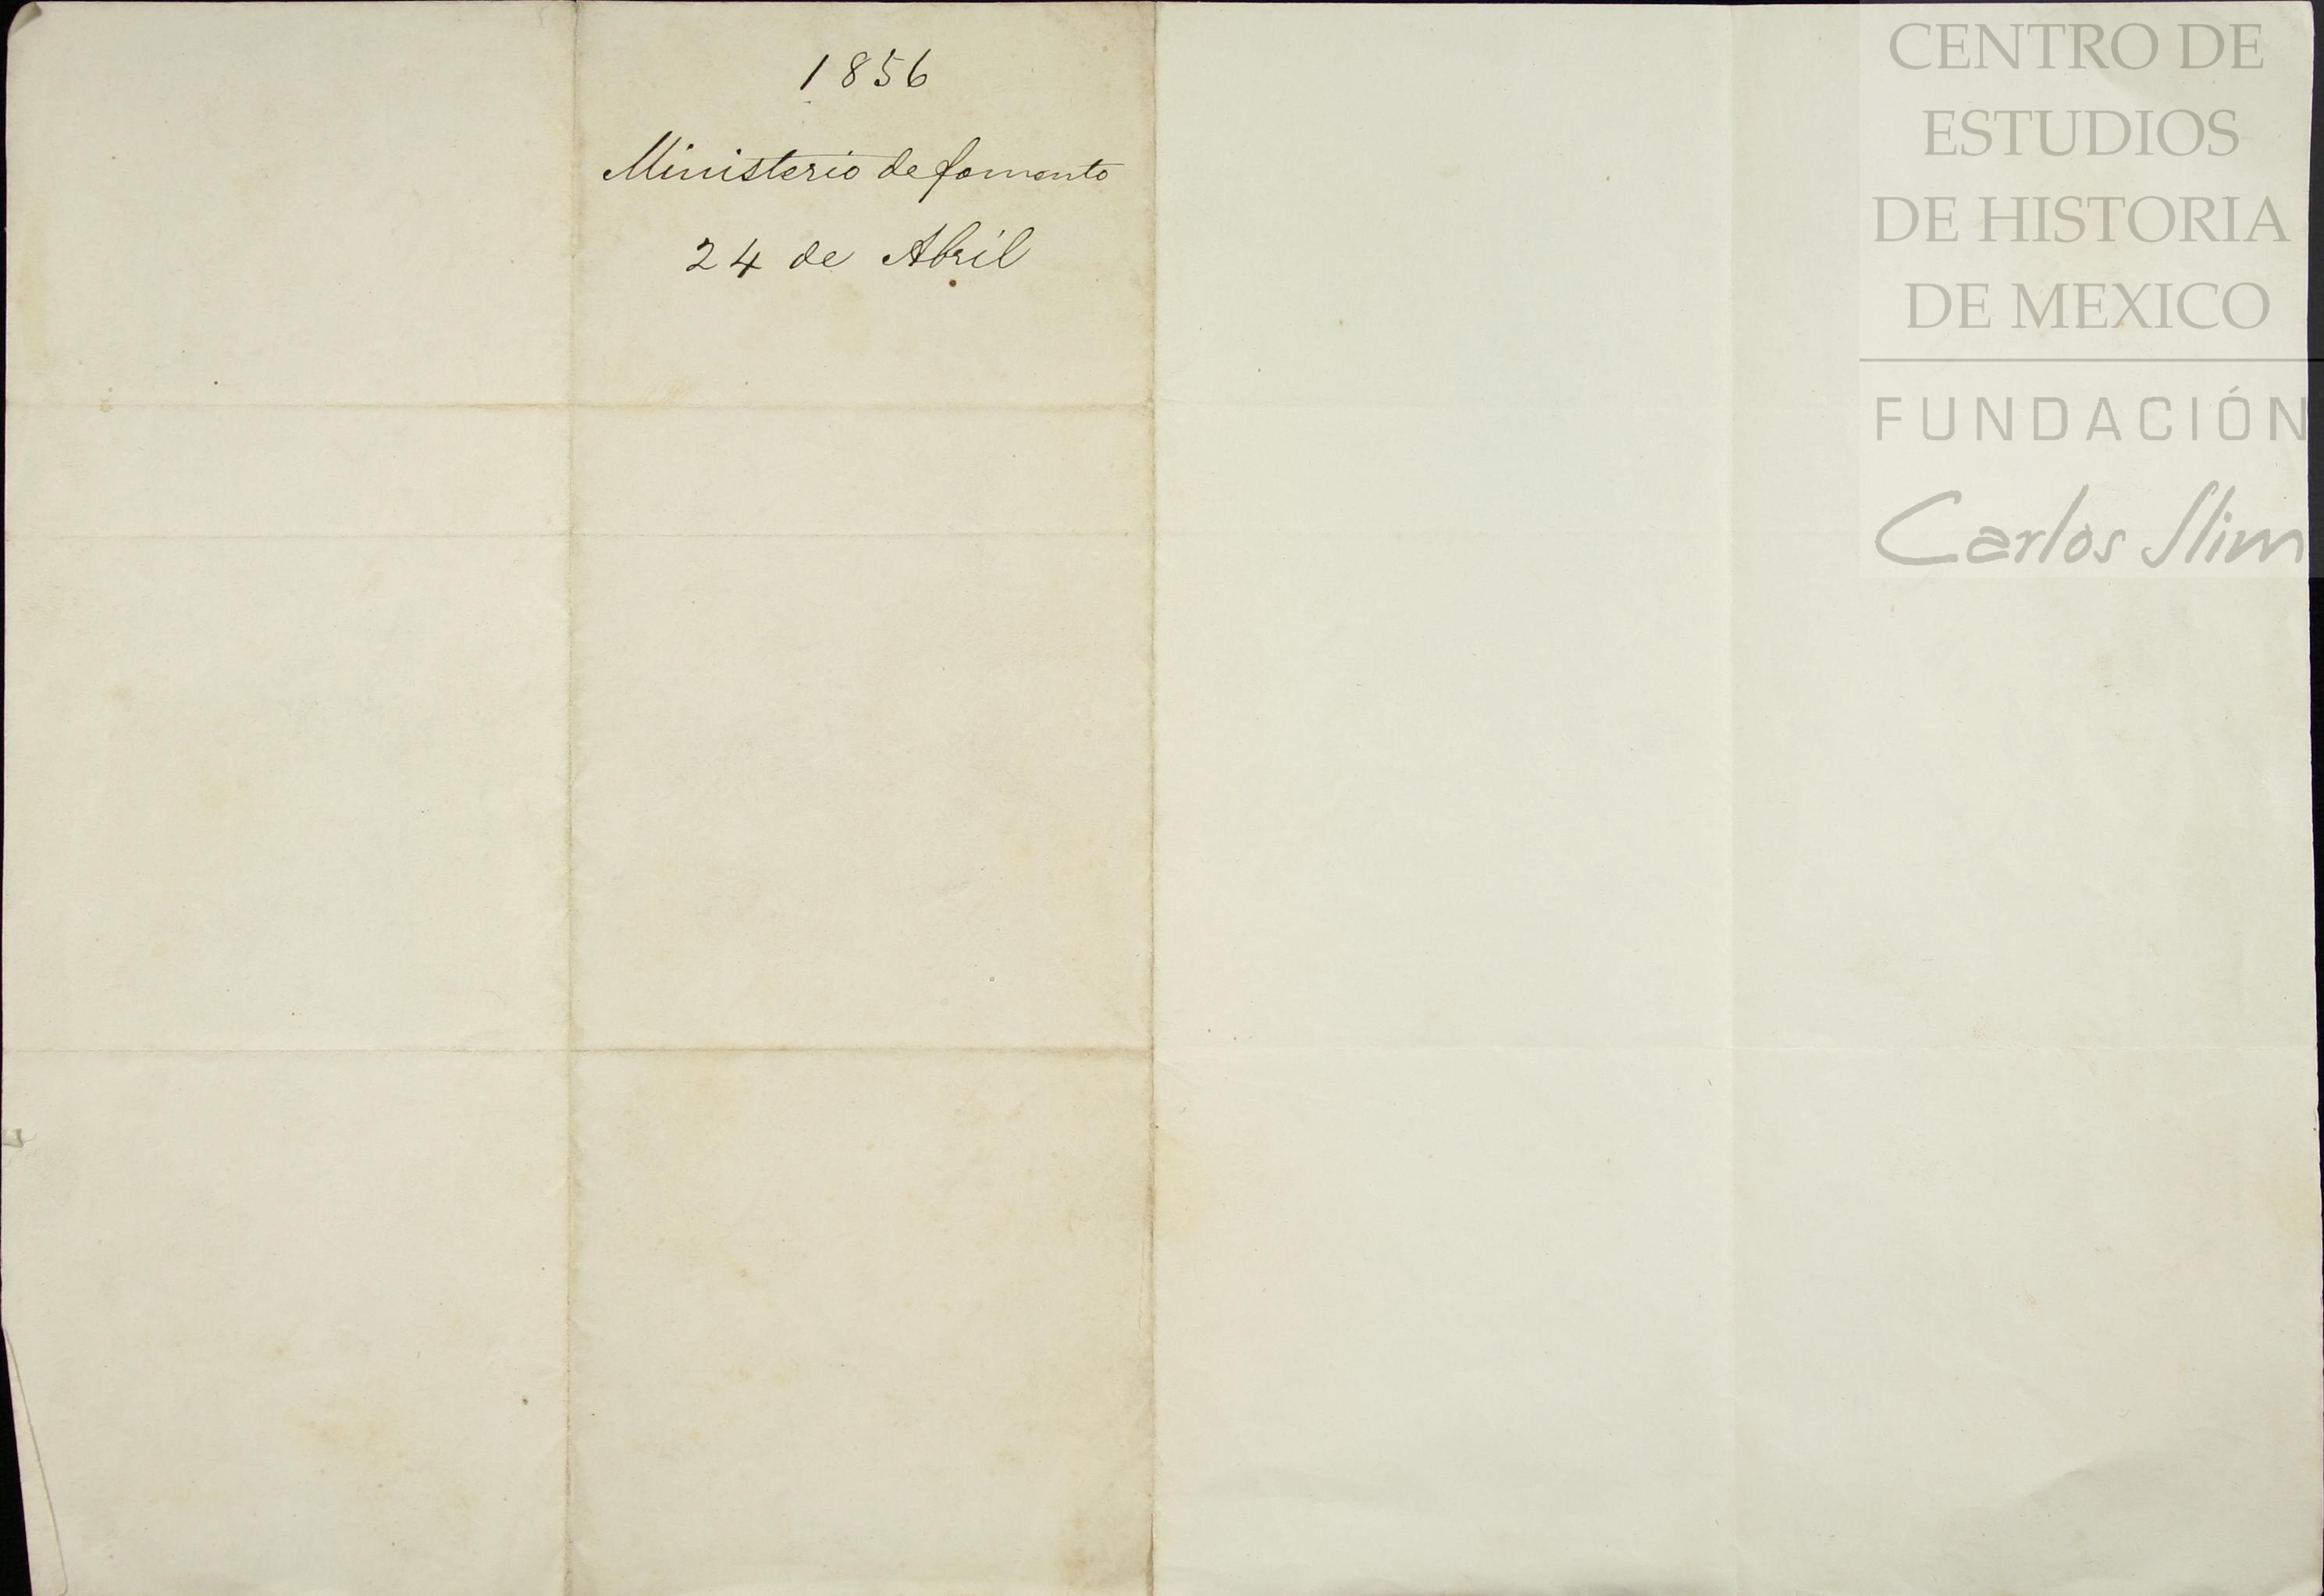 1856
Ministerio de fomento
24 de Abril
CENTRO DE
ESTUDIOS
DE HISTORIA
DE MEXICO
FUNDACIÓN
Carlos Slim